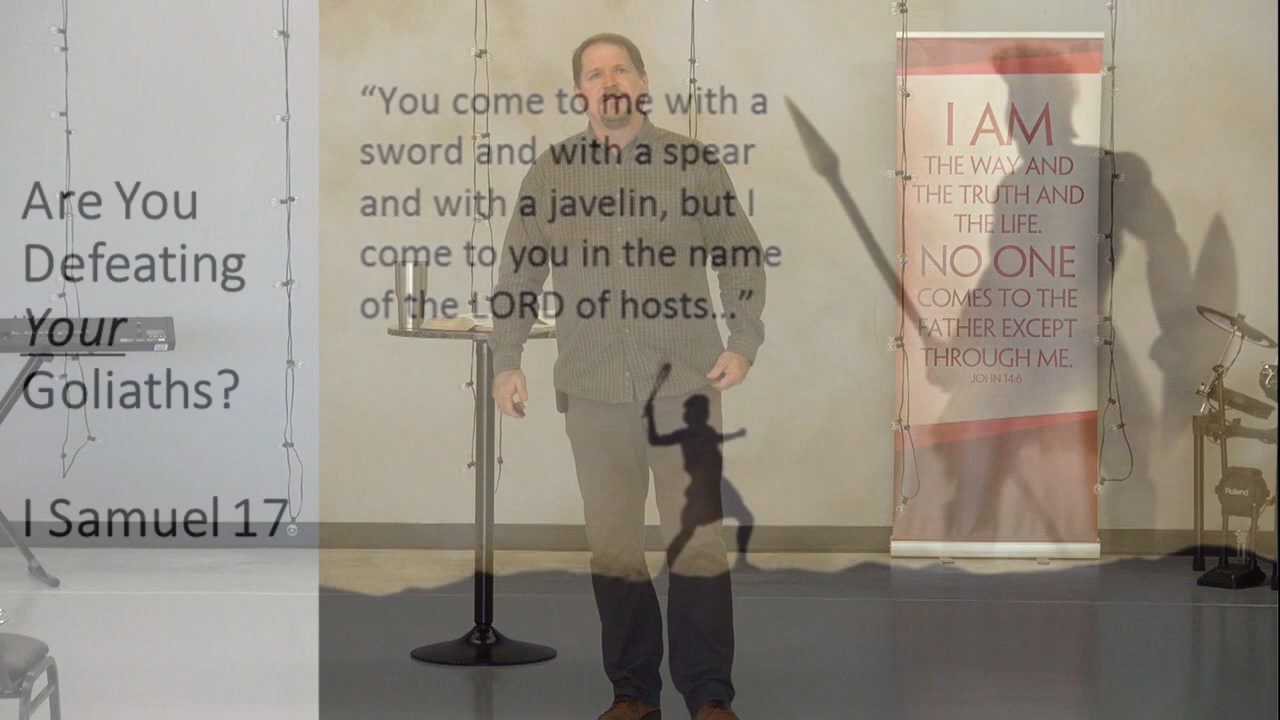 Are You
Defeating
Your
Goliaths?
I Samuel 17
“You come to me with a
sword and with a spear
and with a javelin, but I
come to you in the name
of the LORD of hosts…”
I AM
THE WAY AND
THE TRUTH AND
THE LIFE.
NO ONE
COMES TO THE
FATHER EXCEPT
THROUGH ME.
JOHN 14:6
Roland